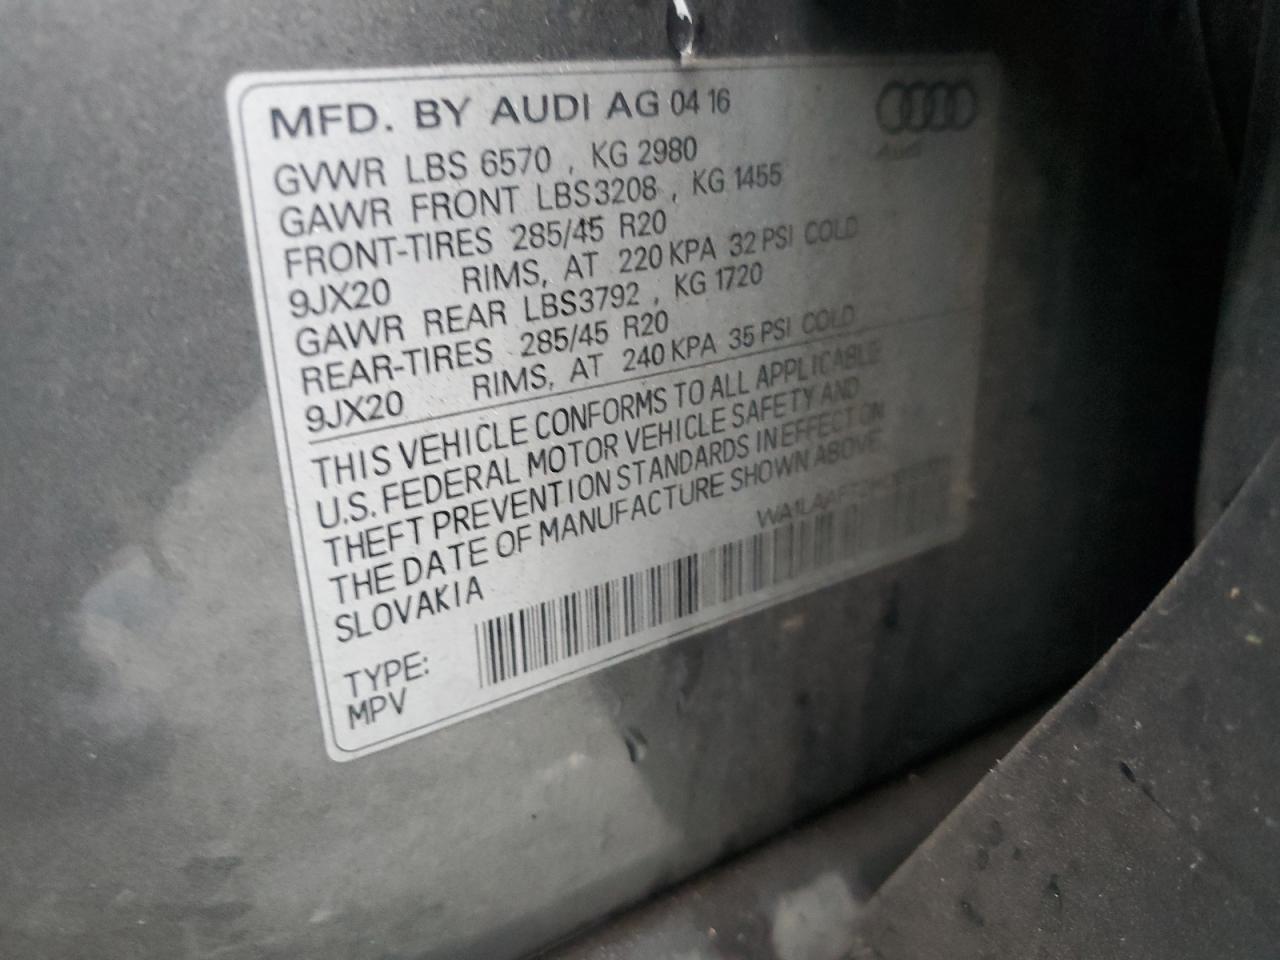 MFD. BY AUDI AG 04 16
GVWR LBS 6570 , KG 2980
GAWR FRONT LBS3208 , KG 1455
FRONT-TIRES 285/45 R20
9JX20 RIMS, AT 220 KPA 32 PSI COLD
GAWR REAR LBS3792 , KG 1720
REAR-TIRES 285/45 R20
9JX20 RIMS, AT 240 KPA 35 PSI COLD
THIS VEHICLE CONFORMS TO ALL APPLICABLE
U.S. FEDERAL MOTOR VEHICLE SAFETY AND
THEFT PREVENTION STANDARDS IN EFFECT ON
THE DATE OF MANUFACTURE SHOWN ABOVE.
SLOVAKIA
TYPE:
MPV
Audi